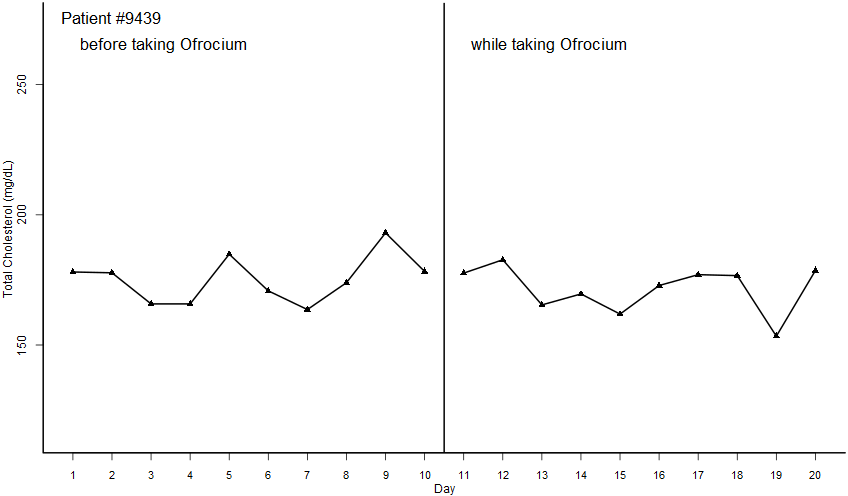 Patient #9439
before taking Ofrocium
while taking Ofrocium
Total Cholesterol (mg/dL)
250
200
150
1 2 3 4 5 6 7 8 9 10 11 12 13 14 15 16 17 18 19 20
Day